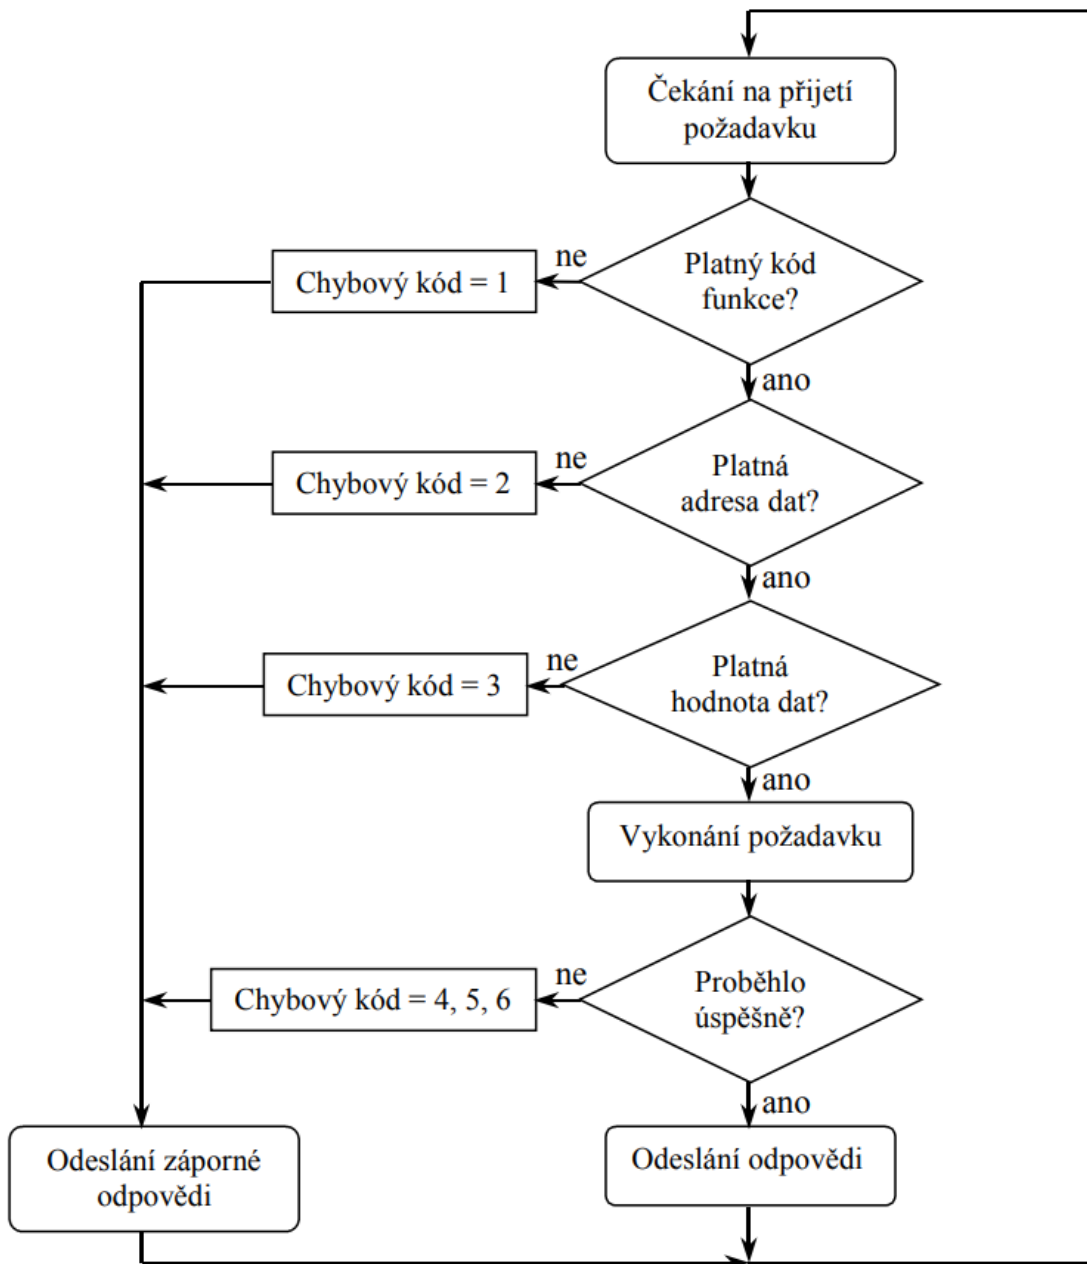 Čekání na přijetí
požadavku
ne
Chybový kód = 1
Platný kód
funkce?
ano
ne
Chybový kód = 2
Platná
adresa dat?
ano
ne
Chybový kód = 3
Platná
hodnota dat?
ano
Vykonání požadavku
ne
Chybový kód = 4, 5, 6
Proběhlo
úspěšně?
ano
Odeslání záporné
odpovědi
Odeslání odpovědi